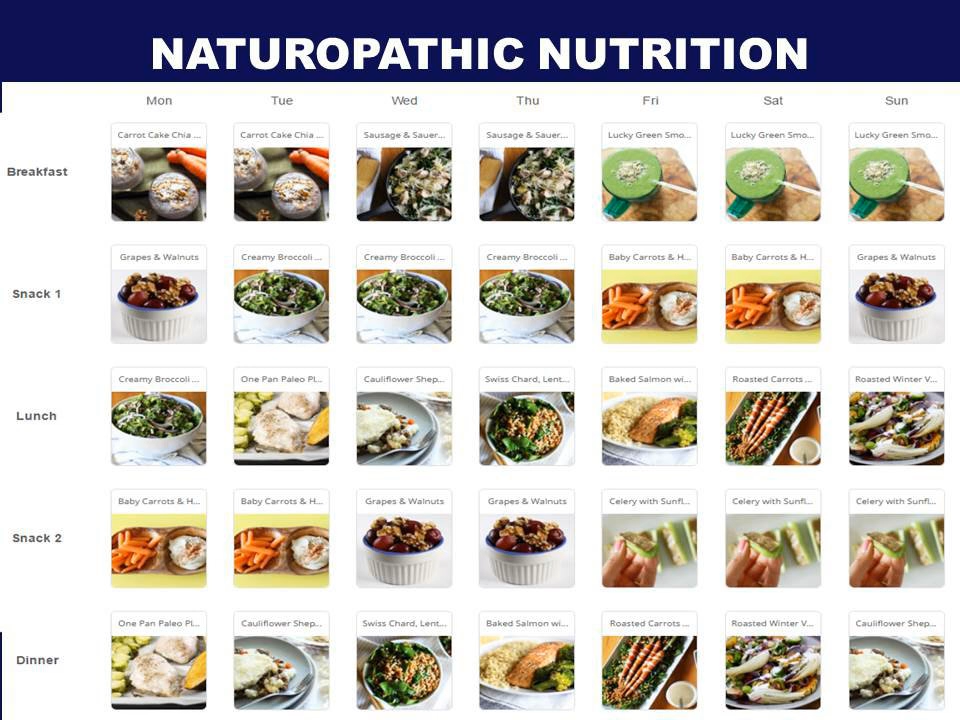 NATUROPATHIC NUTRITION
Mon Tue Wed Thu Fri Sat Sun
Breakfast
Carrot Cake Chia ... Carrot Cake Chia ... Sausage & Sauer... Sausage & Sauer... Lucky Green Smo... Lucky Green Smo... Lucky Green Smo...
Snack 1
Grapes & Walnuts Creamy Broccoli ... Creamy Broccoli ... Creamy Broccoli ... Baby Carrots & H... Baby Carrots & H... Grapes & Walnuts
Lunch
Creamy Broccoli ... One Pan Paleo Pl... Cauliflower Shep... Swiss Chard, Lent... Baked Salmon wi... Roasted Carrots ... Roasted Winter V...
Snack 2
Baby Carrots & H... Baby Carrots & H... Grapes & Walnuts Grapes & Walnuts Celery with Sunfl... Celery with Sunfl... Celery with Sunfl...
Dinner
One Pan Paleo Pl... Cauliflower Shep... Swiss Chard, Lent... Baked Salmon wi... Roasted Carrots ... Roasted Winter V... Cauliflower Shep...